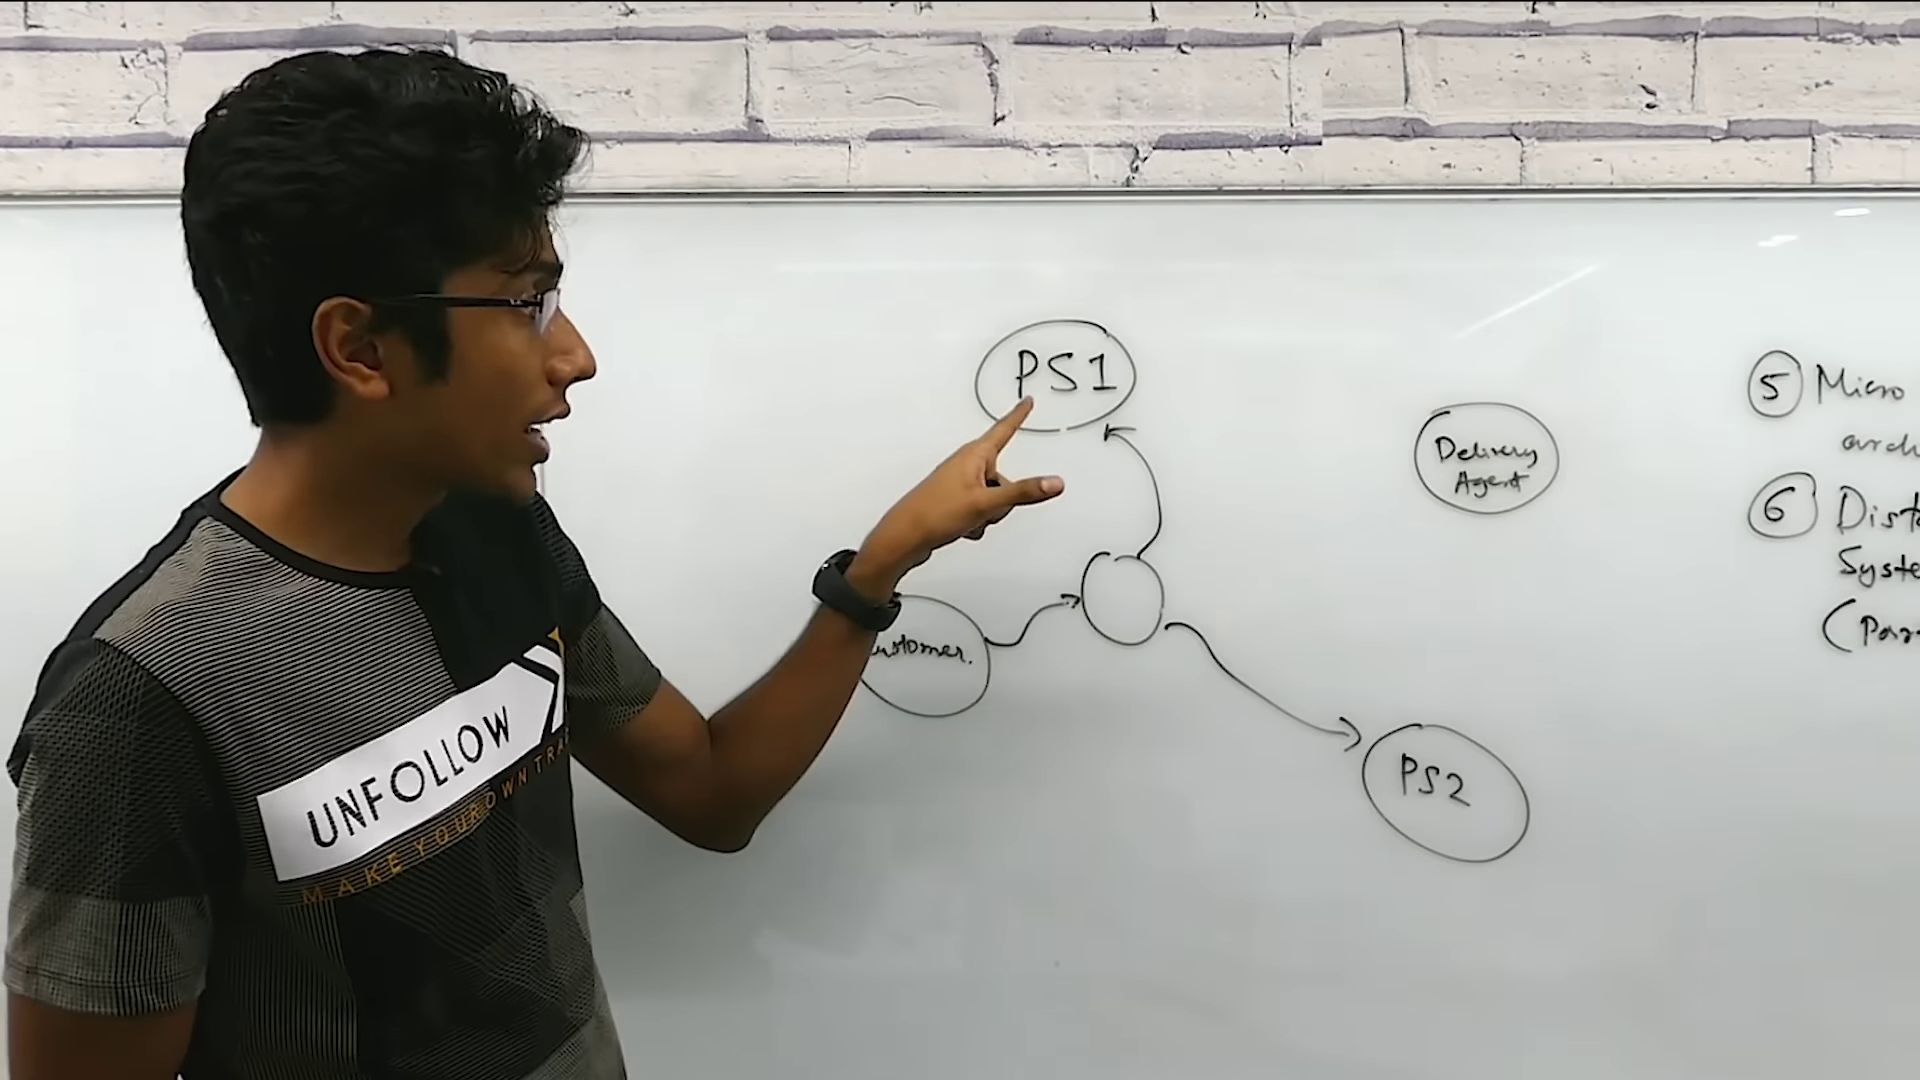 PS1
Delivery
Agent
ustomer.
PS2
5 Micro
arch
6 Dist
Syste
(Par
UNFOLLOW
MAKE YOUR OWN TRA